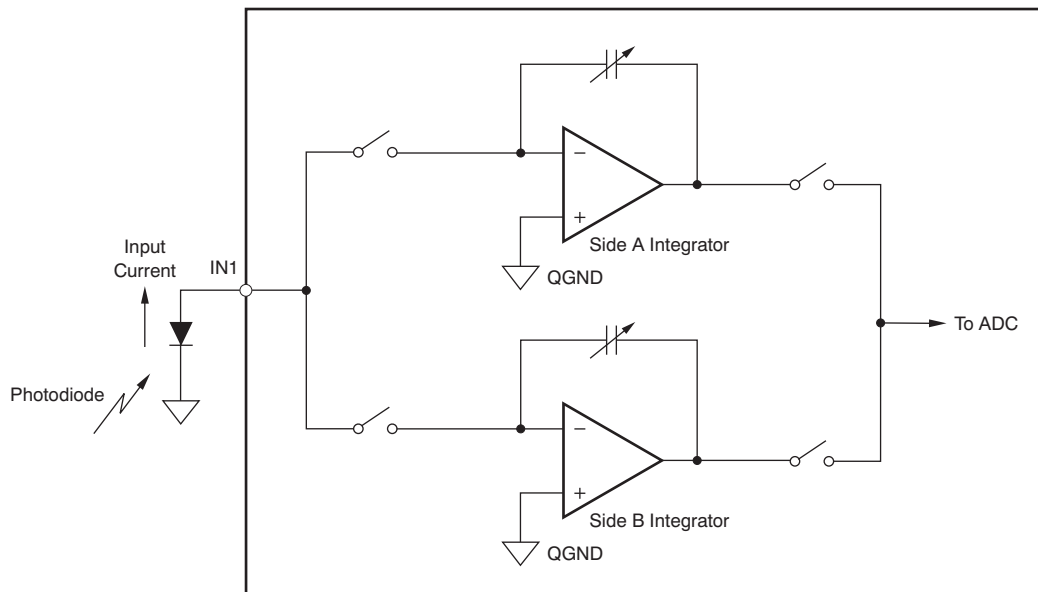 −
+
Side A Integrator
QGND
Input
Current
IN1
To ADC
Photodiode
−
+
Side B Integrator
QGND